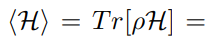 ⟨ℋ⟩ = Tr[ρℋ] =